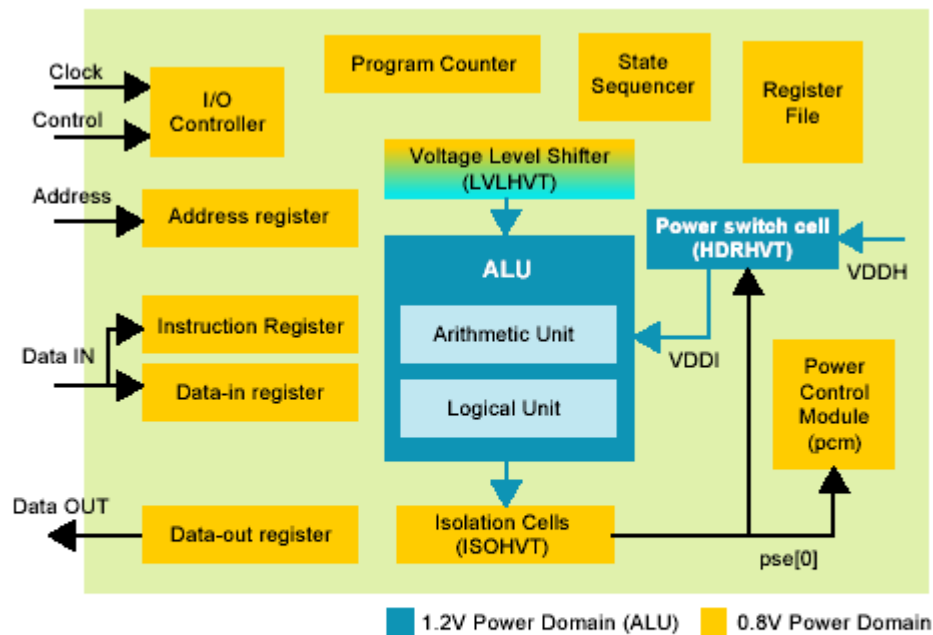 Clock
Control
I/O
Controller
Program Counter
State
Sequencer
Register
File
Voltage Level Shifter
(LVLHVT)
Address
Address register
Power switch cell
(HDRHVT)
VDDH
ALU
Arithmetic Unit
Logical Unit
VDDI
Instruction Register
Data IN
Data-in register
Power
Control
Module
(pcm)
Data OUT
Data-out register
Isolation Cells
(ISOHVT)
pse[0]
1.2V Power Domain (ALU)
0.8V Power Domain